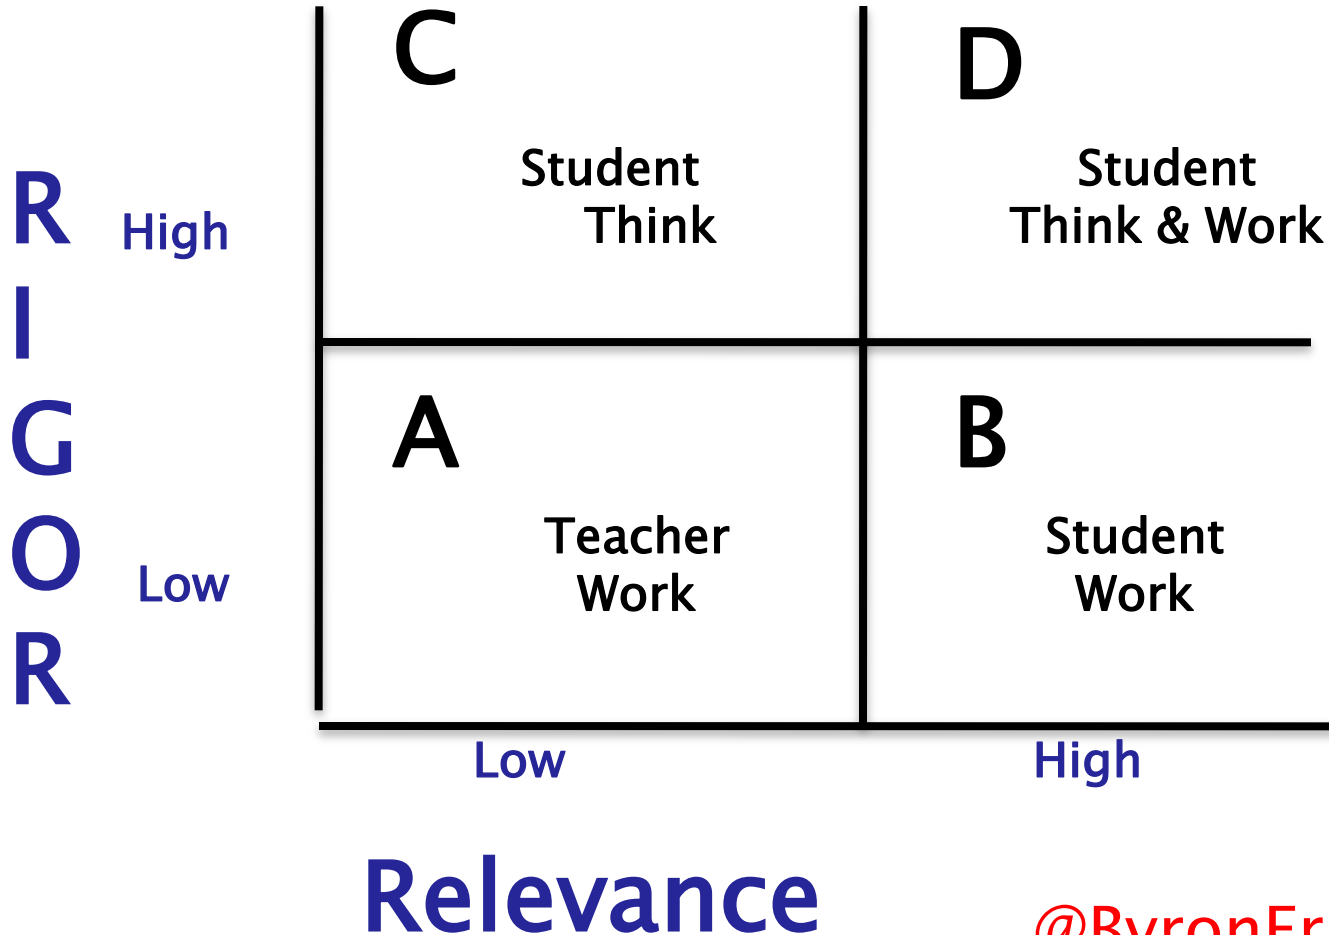 C
D
Student
Think
Student
Think & Work
R
I
G
O
R
High
A
B
Teacher
Work
Student
Work
Low
Low
High
Relevance